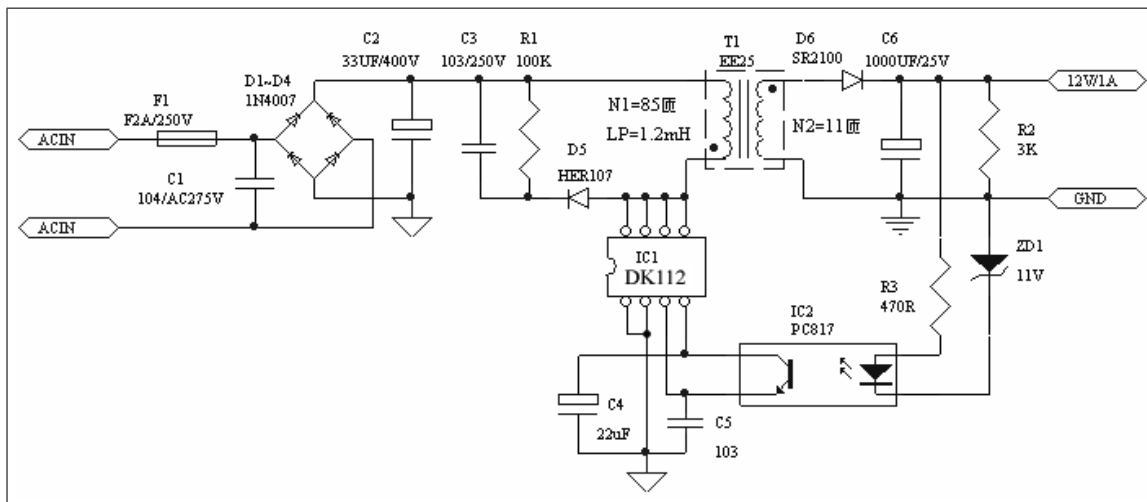 C2
33UF/400V
C3
103/250V
R1
100K
T1
EE25
D6
SR2100
C6
1000UF/25V
D1~D4
1N4007
F1
F2A/250V
ACIN
C1
104/AC275V
ACIN
N1=85匝
LP=1.2mH
N2=11匝
D5
HER107
12W/1A
R2
3K
GND
IC1
DK112
ZD1
11V
R3
470R
IC2
PC817
C4
22uF
C5
103